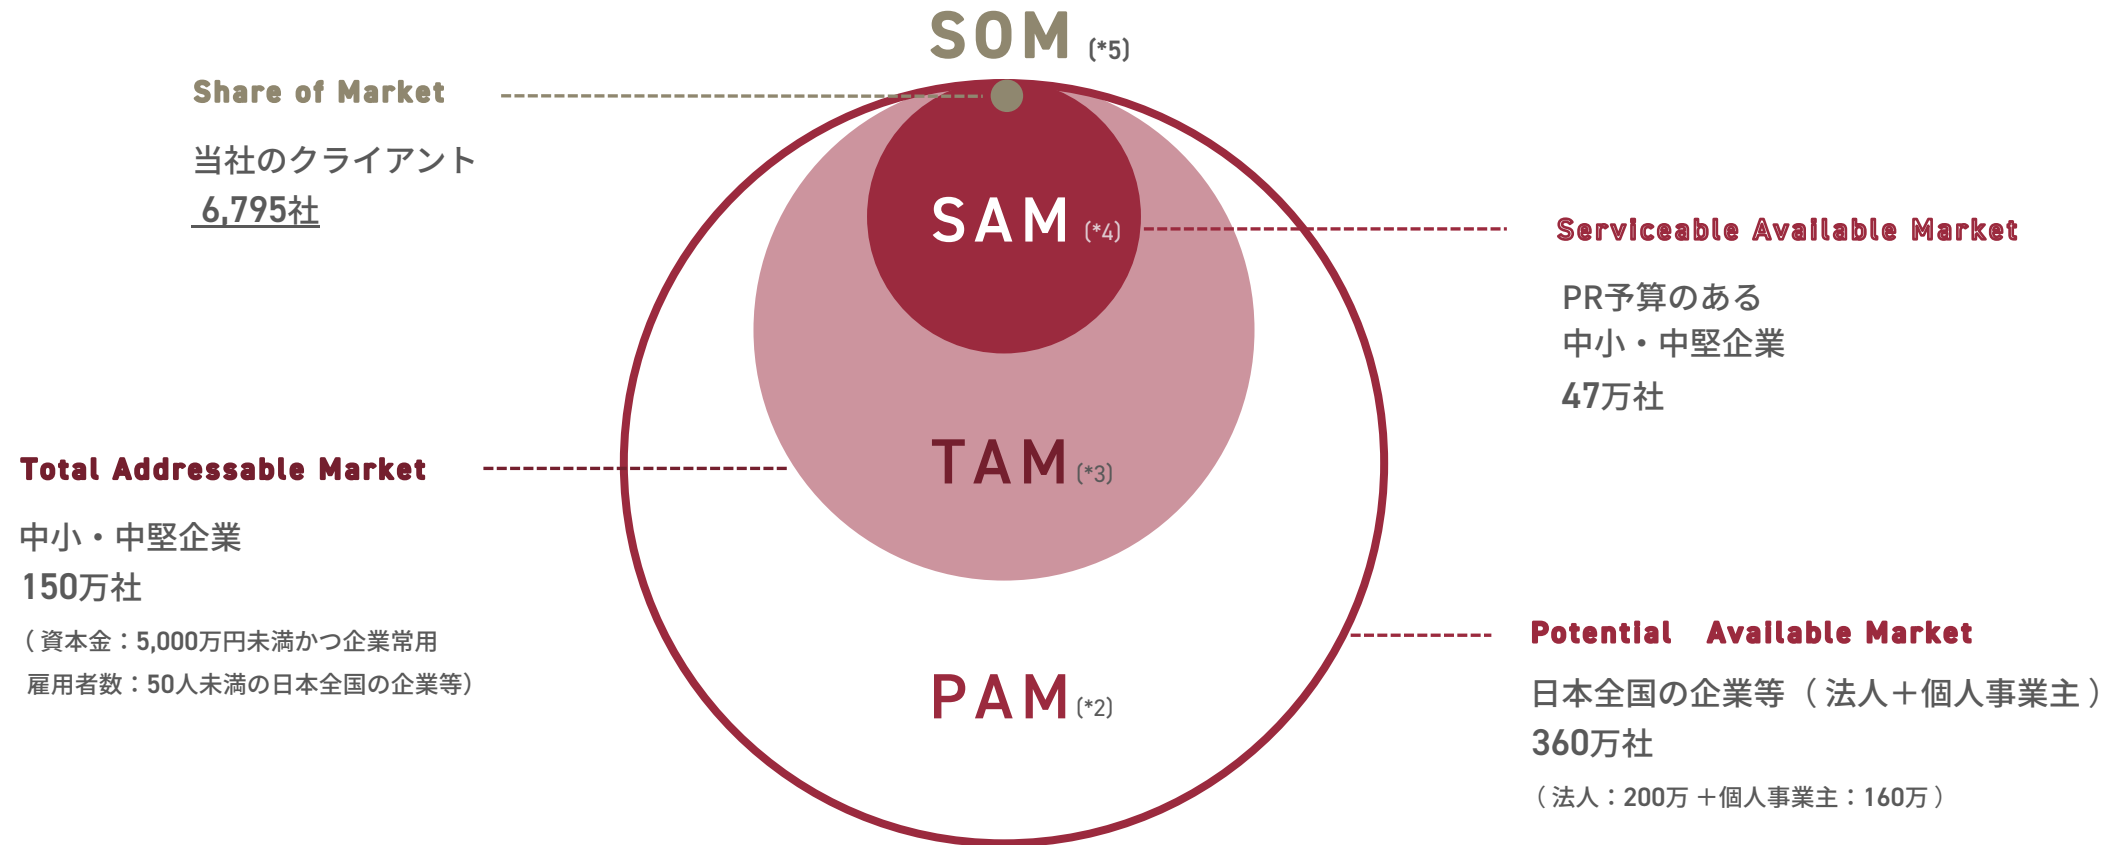 SOM (*5)
Share of Market
当社のクライアント
6,795社
SAM (*4)
Serviceable Available Market
PR予算のある
中小・中堅企業
47万社
TAM (*3)
Total Addressable Market
中小・中堅企業
150万社
（資本金：5,000万円未満かつ企業常用
雇用者数：50人未満の日本全国の企業等）
PAM (*2)
Potential Available Market
日本全国の企業等（法人＋個人事業主）
360万社
（法人：200万＋個人事業主：160万）